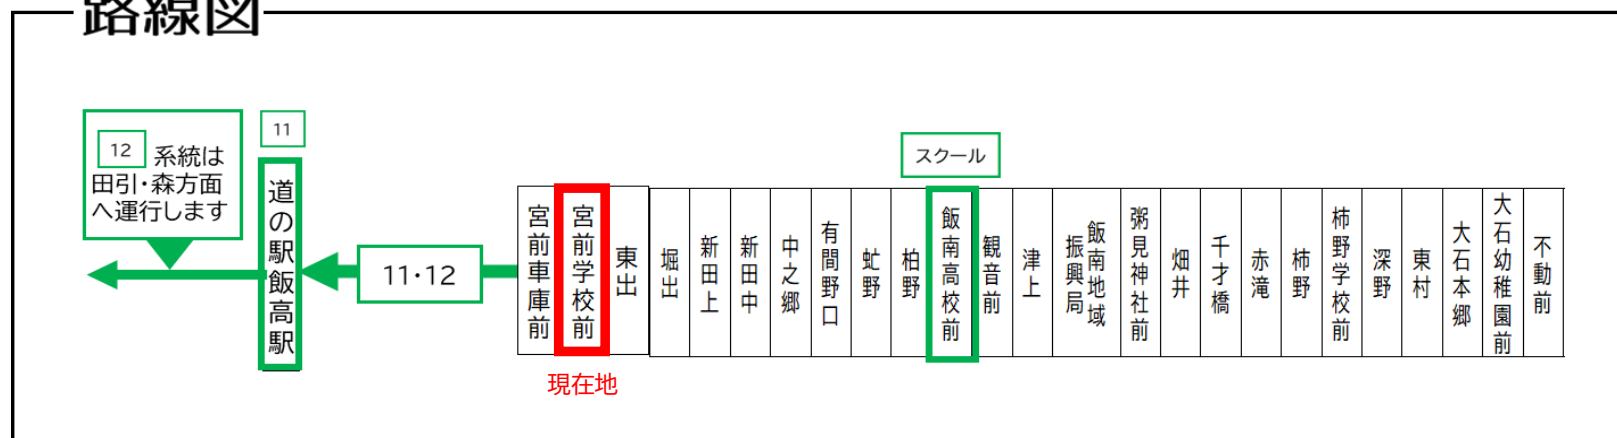 路線図
12 系統は
田引・森方面
へ運行します
11
道の駅飯高駅
11・12
宮前車庫前
宮前学校前
東出
堀出
新田上
新田中
中之郷
有間野口
虻野
柏野
スクール
飯南高校前
観音前
津上
飯南地域
振興局
粥見神社前
畑井
千才橋
赤滝
柿野
柿野学校前
深野
東村
大石本郷
大石幼稚園前
不動前
現在地